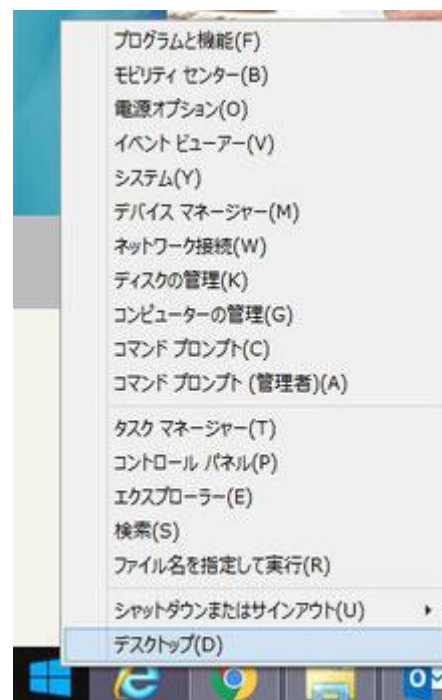 プログラムと機能(F)
モビリティ センター(B)
電源オプション(O)
イベント ビューアー(V)
システム(Y)
デバイス マネージャー(M)
ネットワーク接続(W)
ディスクの管理(K)
コンピューターの管理(G)
コマンド プロンプト(C)
コマンド プロンプト (管理者)(A)
タスク マネージャー(T)
コントロール パネル(P)
エクスプローラー(E)
検索(S)
ファイル名を指定して実行(R)
シャットダウンまたはサインアウト(U)
デスクトップ(D)